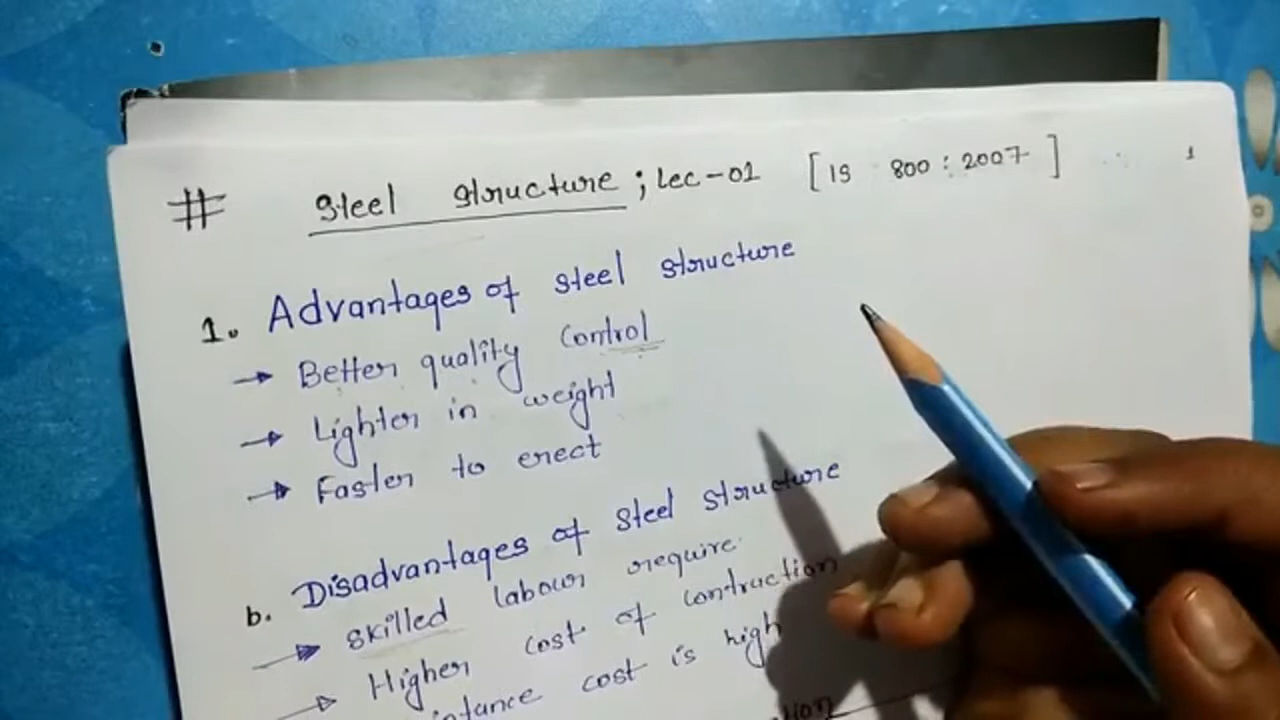 # Steel Structure ; Lec-01 [IS 800 : 2007] 1
1. Advantages of steel structure
→ Better quality control
→ Lighter in weight
→ Faster to erect
b. Disadvantages of steel structure
→ skilled labour require
→ Higher cost of contruction
cost is high